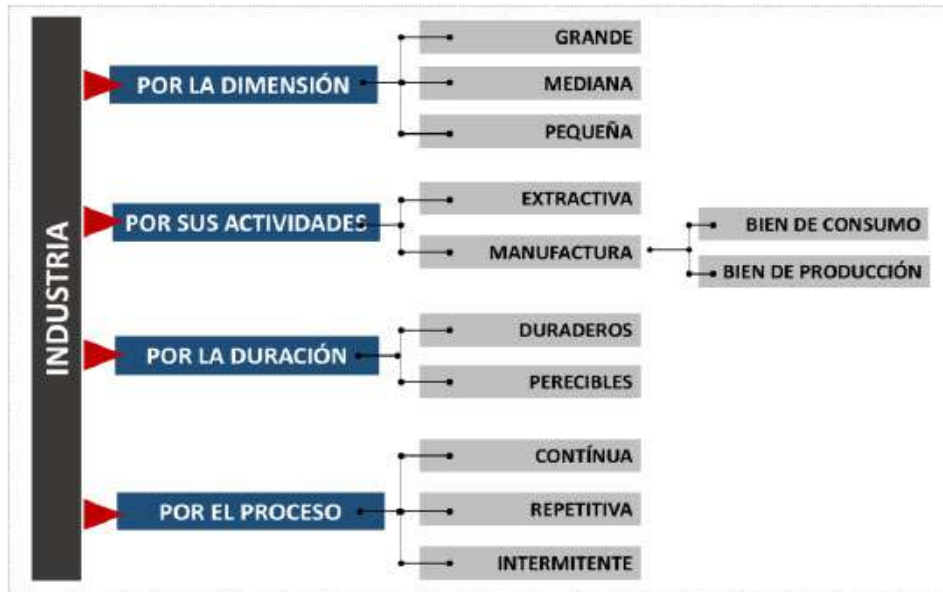 INDUSTRIA
POR LA DIMENSIÓN
GRANDE
MEDIANA
PEQUEÑA
POR SUS ACTIVIDADES
EXTRACTIVA
MANUFACTURA
BIEN DE CONSUMO
BIEN DE PRODUCCIÓN
POR LA DURACIÓN
DURADEROS
PERECIBLES
POR EL PROCESO
CONTÍNUA
REPETITIVA
INTERMITENTE